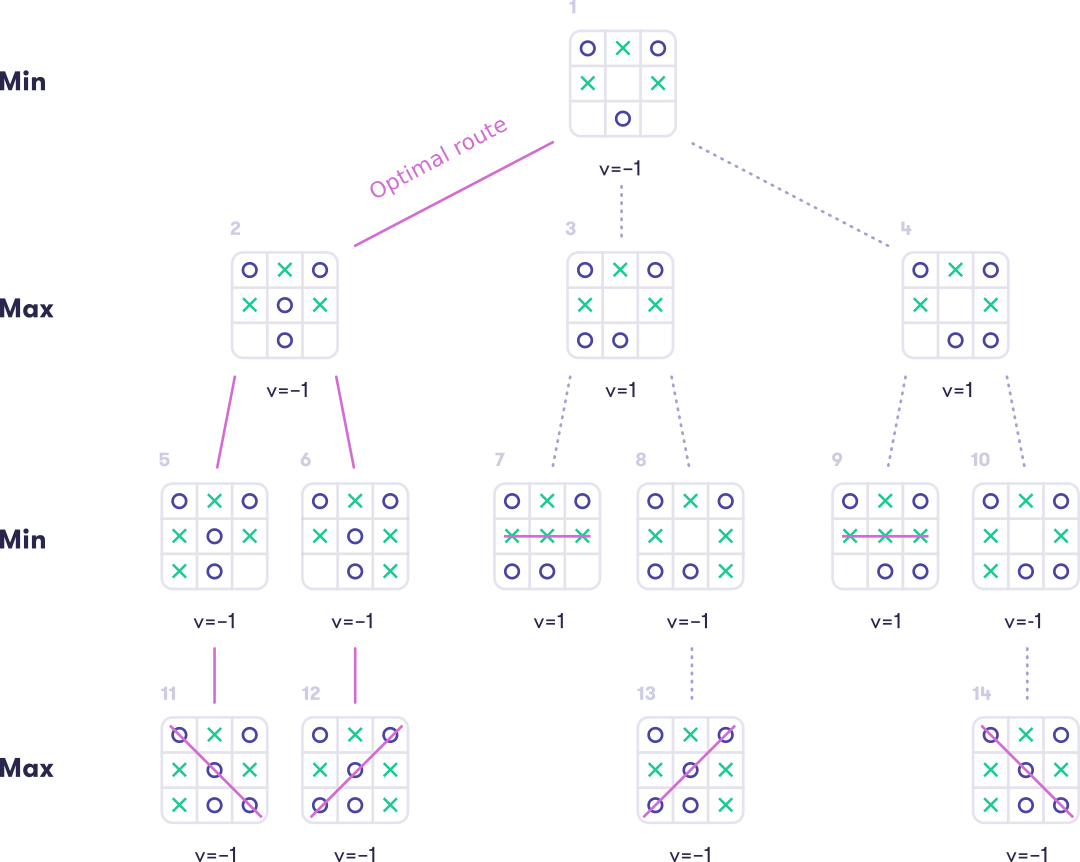 1
Min
Optimal route
v=-1
2 3 4
Max
v=-1 v=1 v=1
5 6 7 8 9 10
Min
v=-1 v=-1 v=1 v=-1 v=1 v=-1
11 12 13 14
Max
v=-1 v=-1 v=-1 v=-1